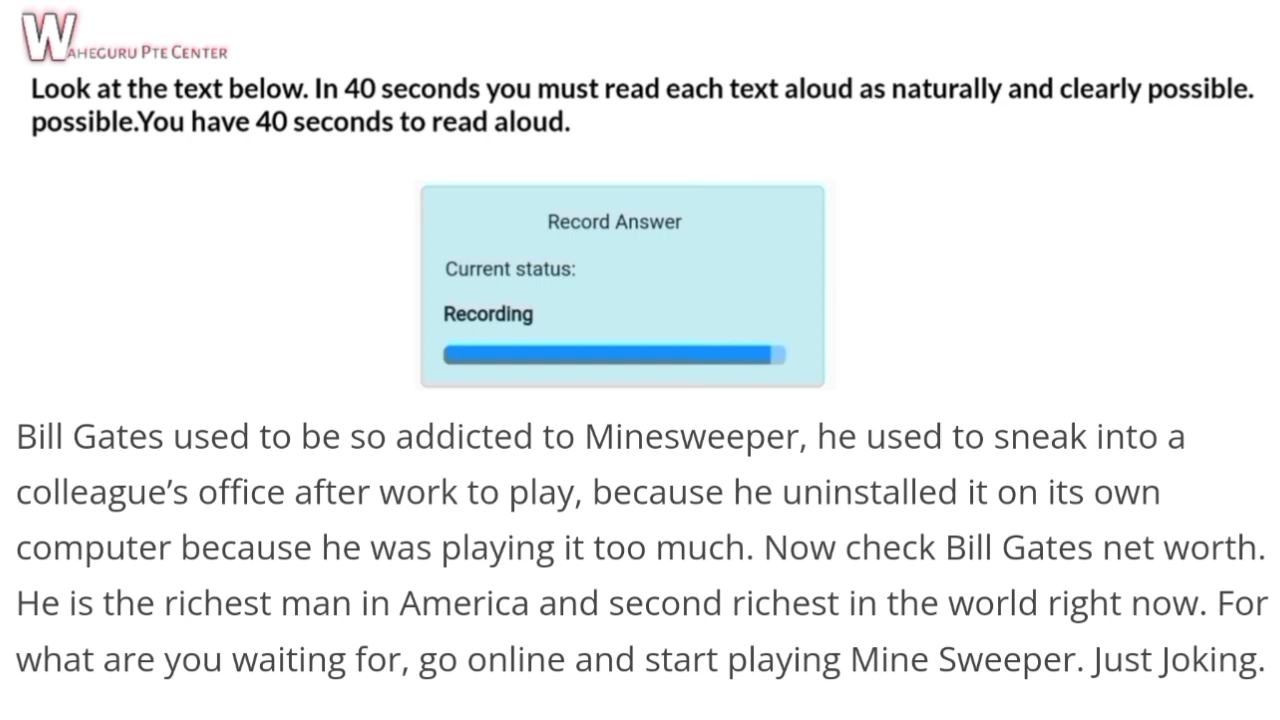 WAHEGURU PTE CENTER
Look at the text below. In 40 seconds you must read each text aloud as naturally and clearly possible.
possible.You have 40 seconds to read aloud.
Record Answer
Current status:
Recording
Bill Gates used to be so addicted to Minesweeper, he used to sneak into a
colleague’s office after work to play, because he uninstalled it on its own
computer because he was playing it too much. Now check Bill Gates net worth.
He is the richest man in America and second richest in the world right now. For
what are you waiting for, go online and start playing Mine Sweeper. Just Joking.